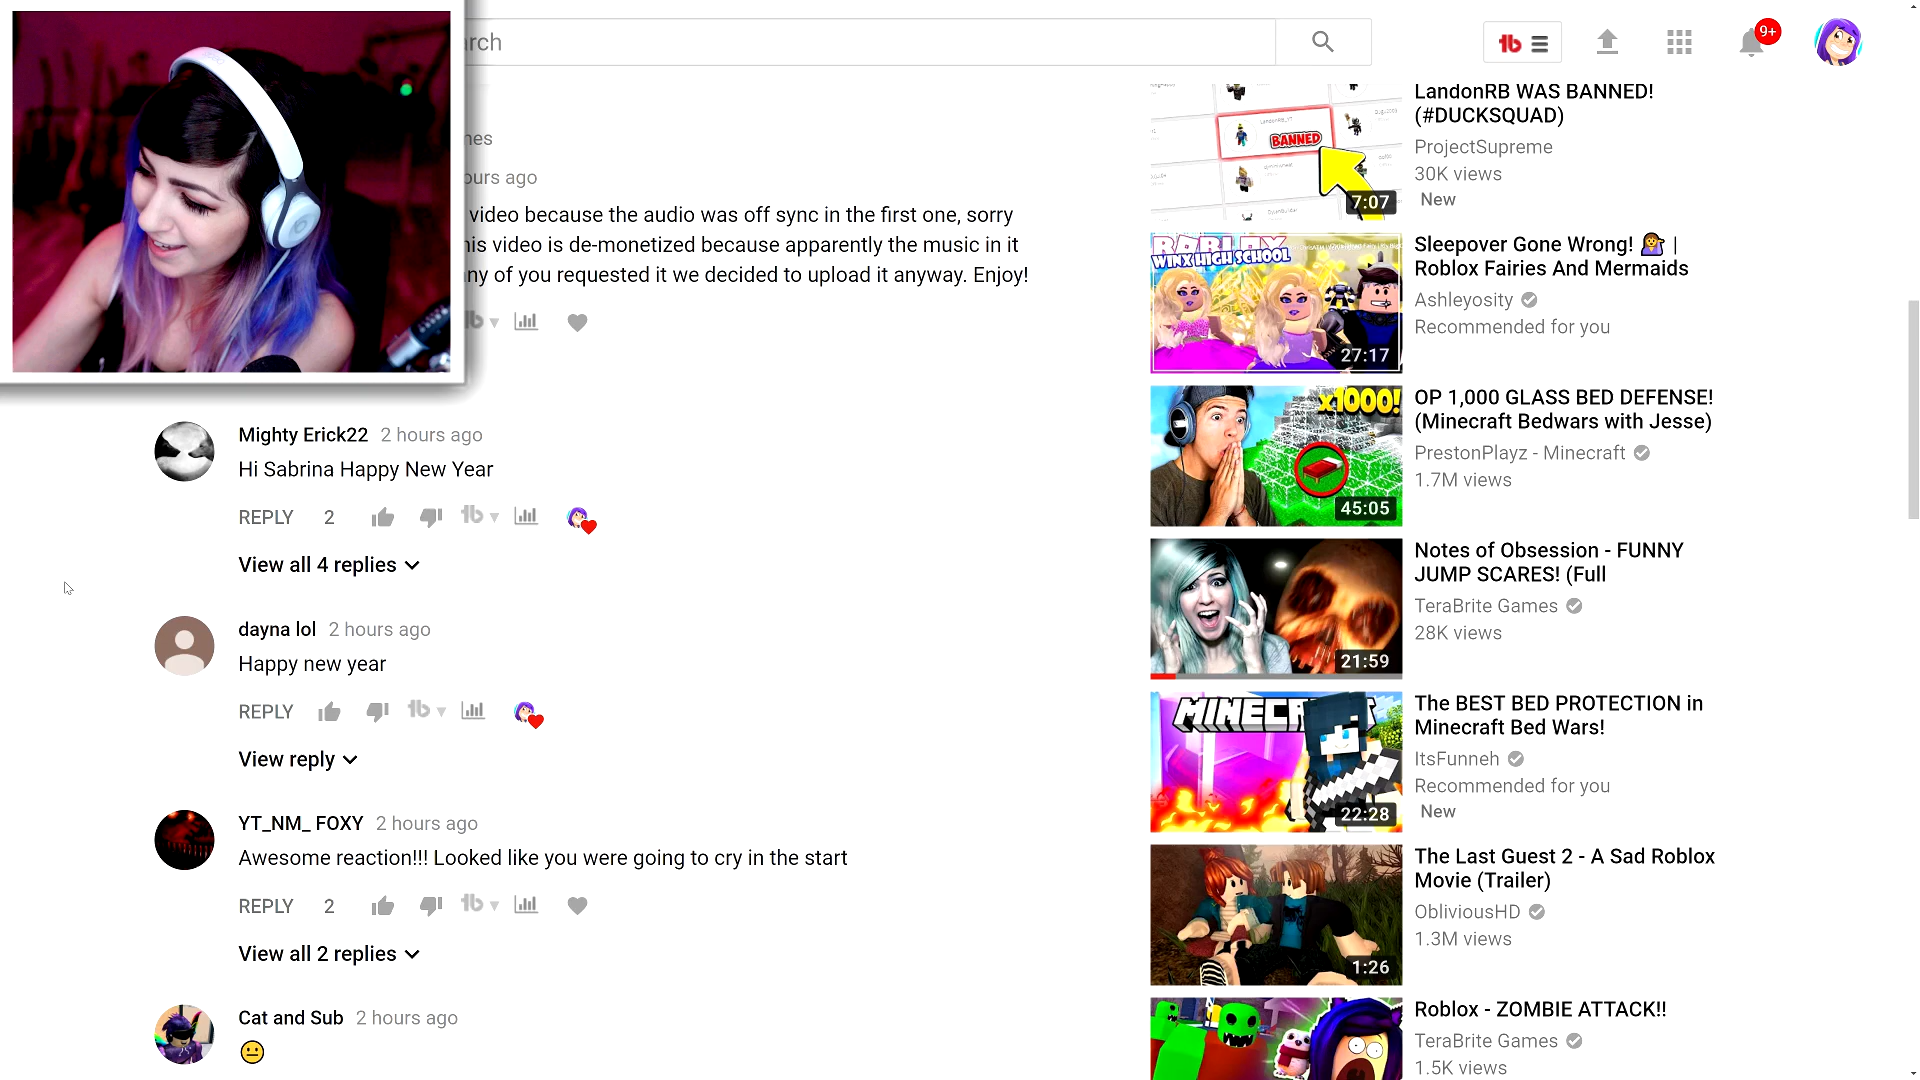 rch
9+
nes
ours ago
video because the audio was off sync in the first one, sorry
his video is de-monetized because apparently the music in it
ny of you requested it we decided to upload it anyway. Enjoy!
Mighty Erick22 2 hours ago
Hi Sabrina Happy New Year
REPLY 2
View all 4 replies
dayna lol 2 hours ago
Happy new year
REPLY
View reply
YT_NM_ FOXY 2 hours ago
Awesome reaction!!! Looked like you were going to cry in the start
REPLY 2
View all 2 replies
Cat and Sub 2 hours ago
BANNED
7:07
LandonRB WAS BANNED!
(#DUCKSQUAD)
ProjectSupreme
30K views
New
ROBLOX
WINX HIGH SCHOOL
27:17
Sleepover Gone Wrong! 💁 |
Roblox Fairies And Mermaids
Ashleyosity
Recommended for you
x1000!
45:05
OP 1,000 GLASS BED DEFENSE!
(Minecraft Bedwars with Jesse)
PrestonPlayz - Minecraft
1.7M views
21:59
Notes of Obsession - FUNNY
JUMP SCARES! (Full
TeraBrite Games
28K views
MINECR
22:28
The BEST BED PROTECTION in
Minecraft Bed Wars!
ItsFunneh
Recommended for you
New
1:26
The Last Guest 2 - A Sad Roblox
Movie (Trailer)
ObliviousHD
1.3M views
Roblox - ZOMBIE ATTACK!!
TeraBrite Games
1.5K views